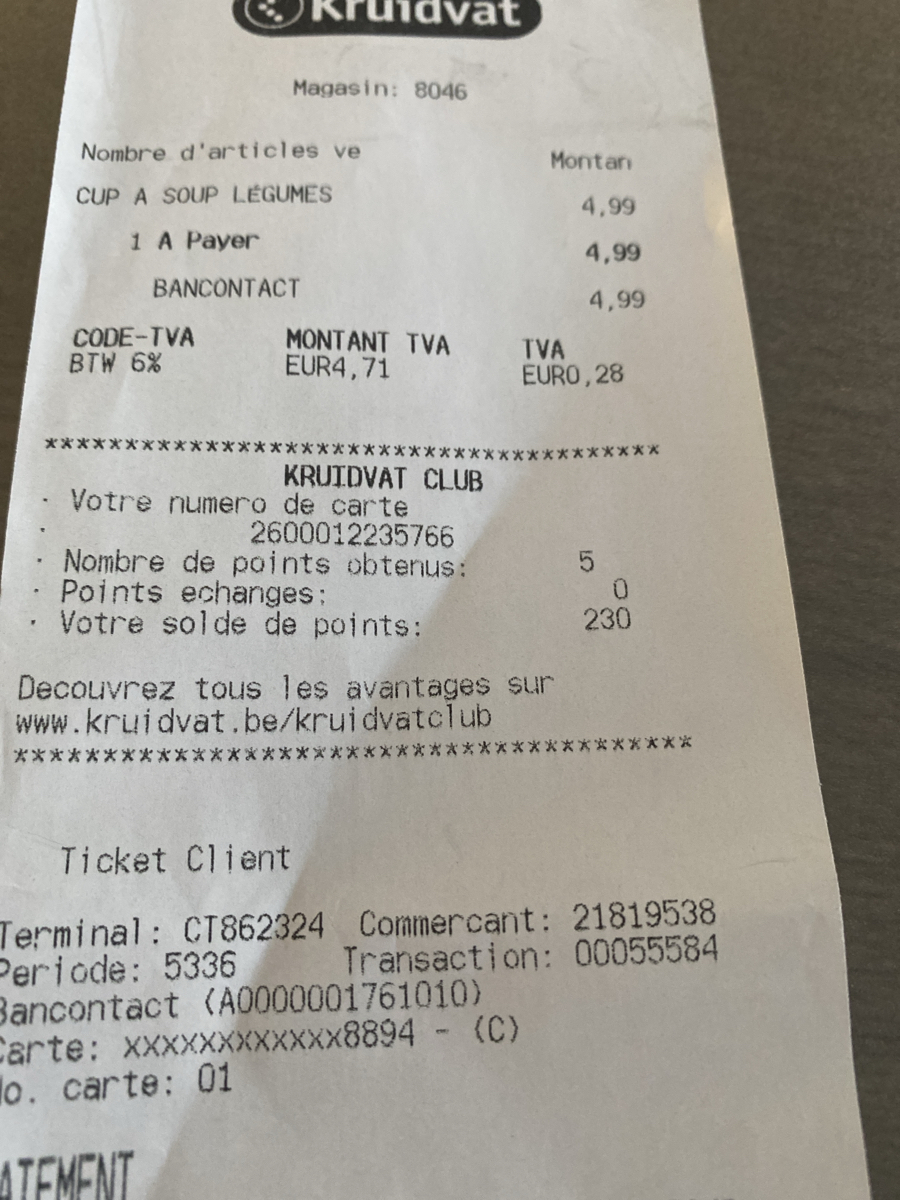 Kruidvat
Magasin: 8046
Nombre d'articles ve Montan
CUP A SOUP LÉGUMES 4,99
1 A Payer 4,99
BANCONTACT 4,99
CODE-TVA MONTANT TVA TVA
BTW 6% EUR4,71 EUR0,28
****************************************
KRUIDVAT CLUB
· Votre numero de carte
· 2600012235766
· Nombre de points obtenus: 5
· Points echanges: 0
· Votre solde de points: 230
Decouvrez tous les avantages sur
www.kruidvat.be/kruidvatclub
****************************************
Ticket Client
Terminal: CT862324 Commercant: 21819538
Periode: 5336 Transaction: 00055584
Bancontact (A0000001761010)
Carte: xxxxxxxxxxxx8894 - (C)
No. carte: 01
ATEMENT